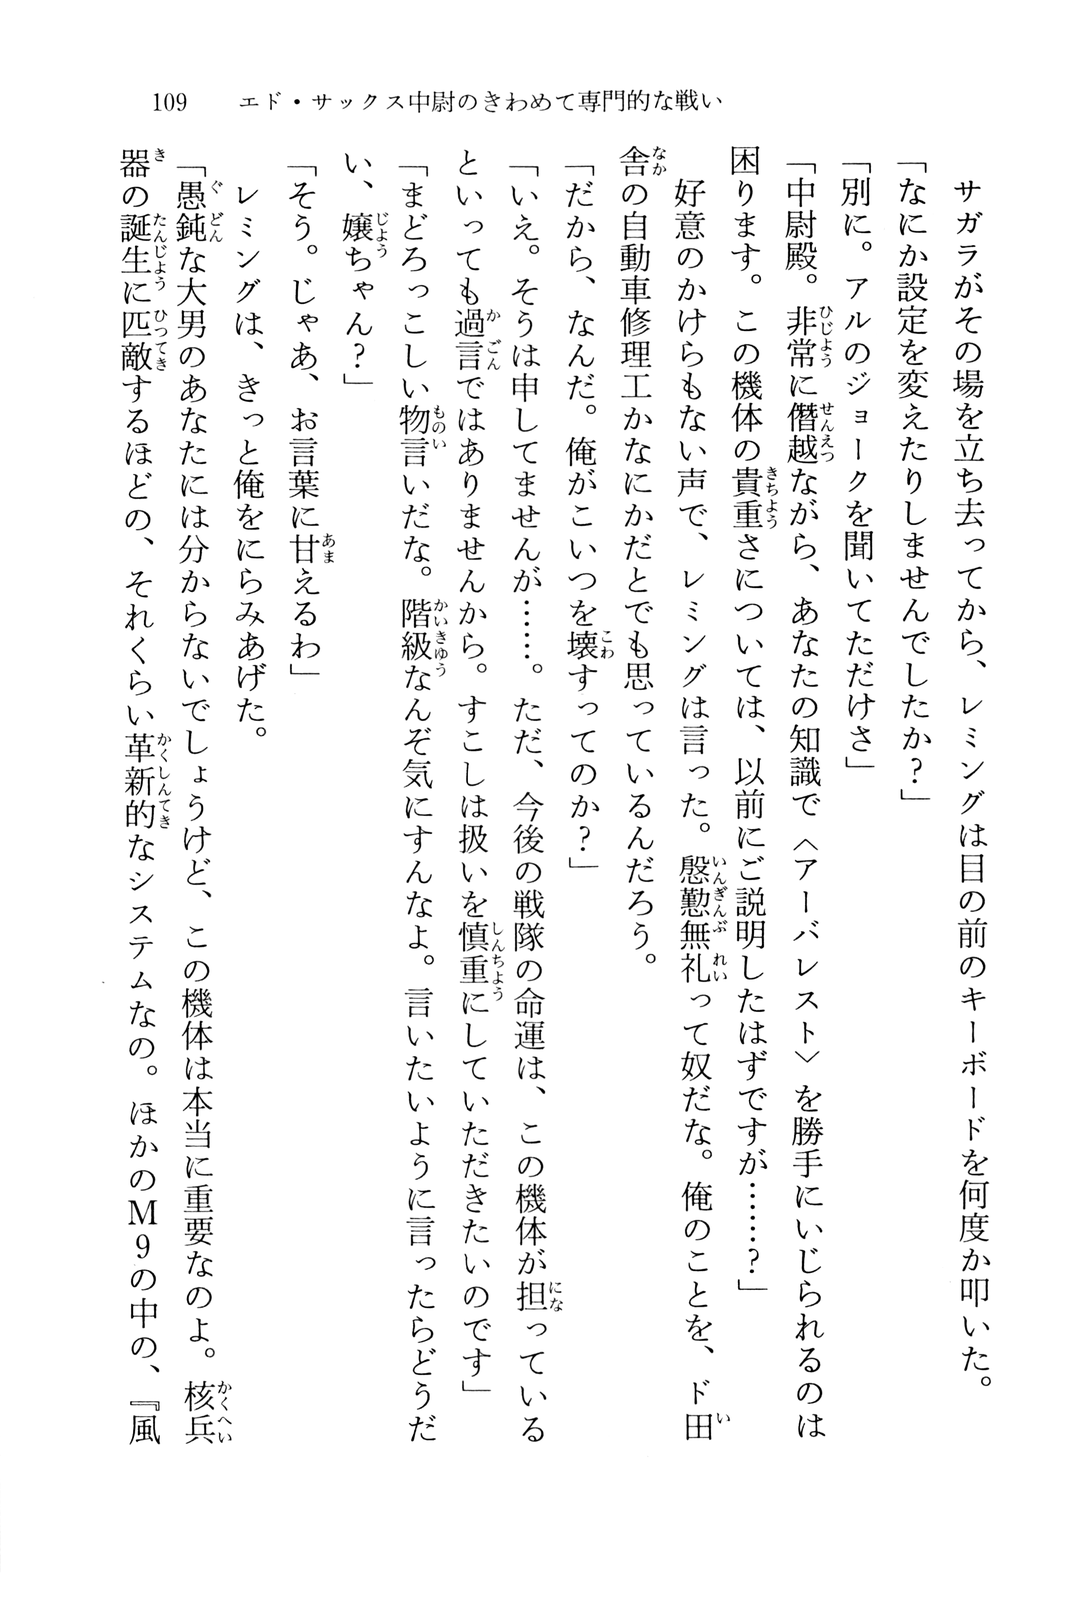 109　エド・サックス中尉のきわめて専門的な戦い
　サガラがその場を立ち去ってから、レミングは目の前のキーボードを何度か叩いた。
「なにか設定を変えたりしませんでしたか？」
「別に。アルのジョークを聞いてただけさ」
「中尉殿。非常に僭越ながら、あなたの知識で〈アーバレスト〉を勝手にいじられるのは
困ります。この機体の貴重さについては、以前にご説明したはずですが……？」
　好意のかけらもない声で、レミングは言った。慇懃無礼って奴だな。俺のことを、ド田
舎の自動車修理工かなにかだとでも思っているんだろう。
「だから、なんだ。俺がこいつを壊すってのか？」
「いえ。そうは申してませんが……。ただ、今後の戦隊の命運は、この機体が担っている
といっても過言ではありませんから。すこしは扱いを慎重にしていただきたいのです」
「まどろっこしい物言いだな。階級なんぞ気にすんなよ。言いたいように言ったらどうだ
い、嬢ちゃん？」
「そう。じゃあ、お言葉に甘えるわ」
　レミングは、きっと俺をにらみあげた。
「愚鈍な大男のあなたには分からないでしょうけど、この機体は本当に重要なのよ。核兵
器の誕生に匹敵するほどの、それくらい革新的なシステムなの。ほかのM9の中の、『風